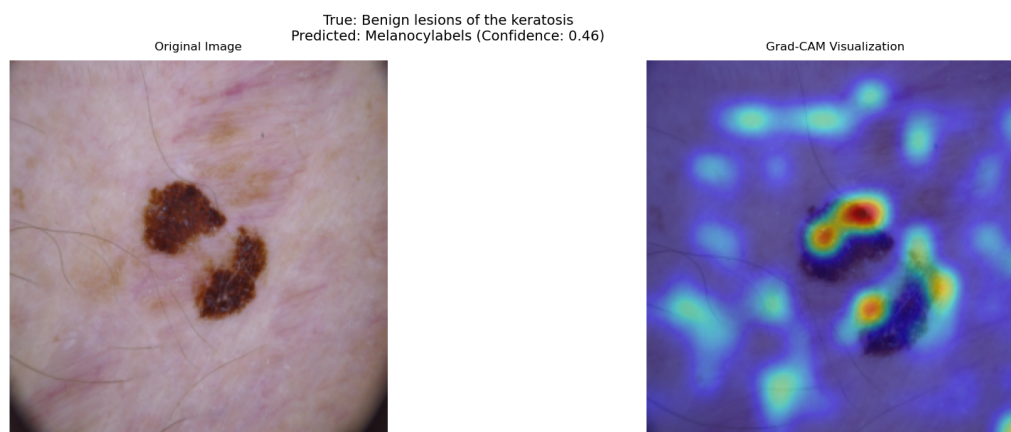 True: Benign lesions of the keratosis
Predicted: Melanocylabels (Confidence: 0.46)
Original Image
Grad-CAM Visualization